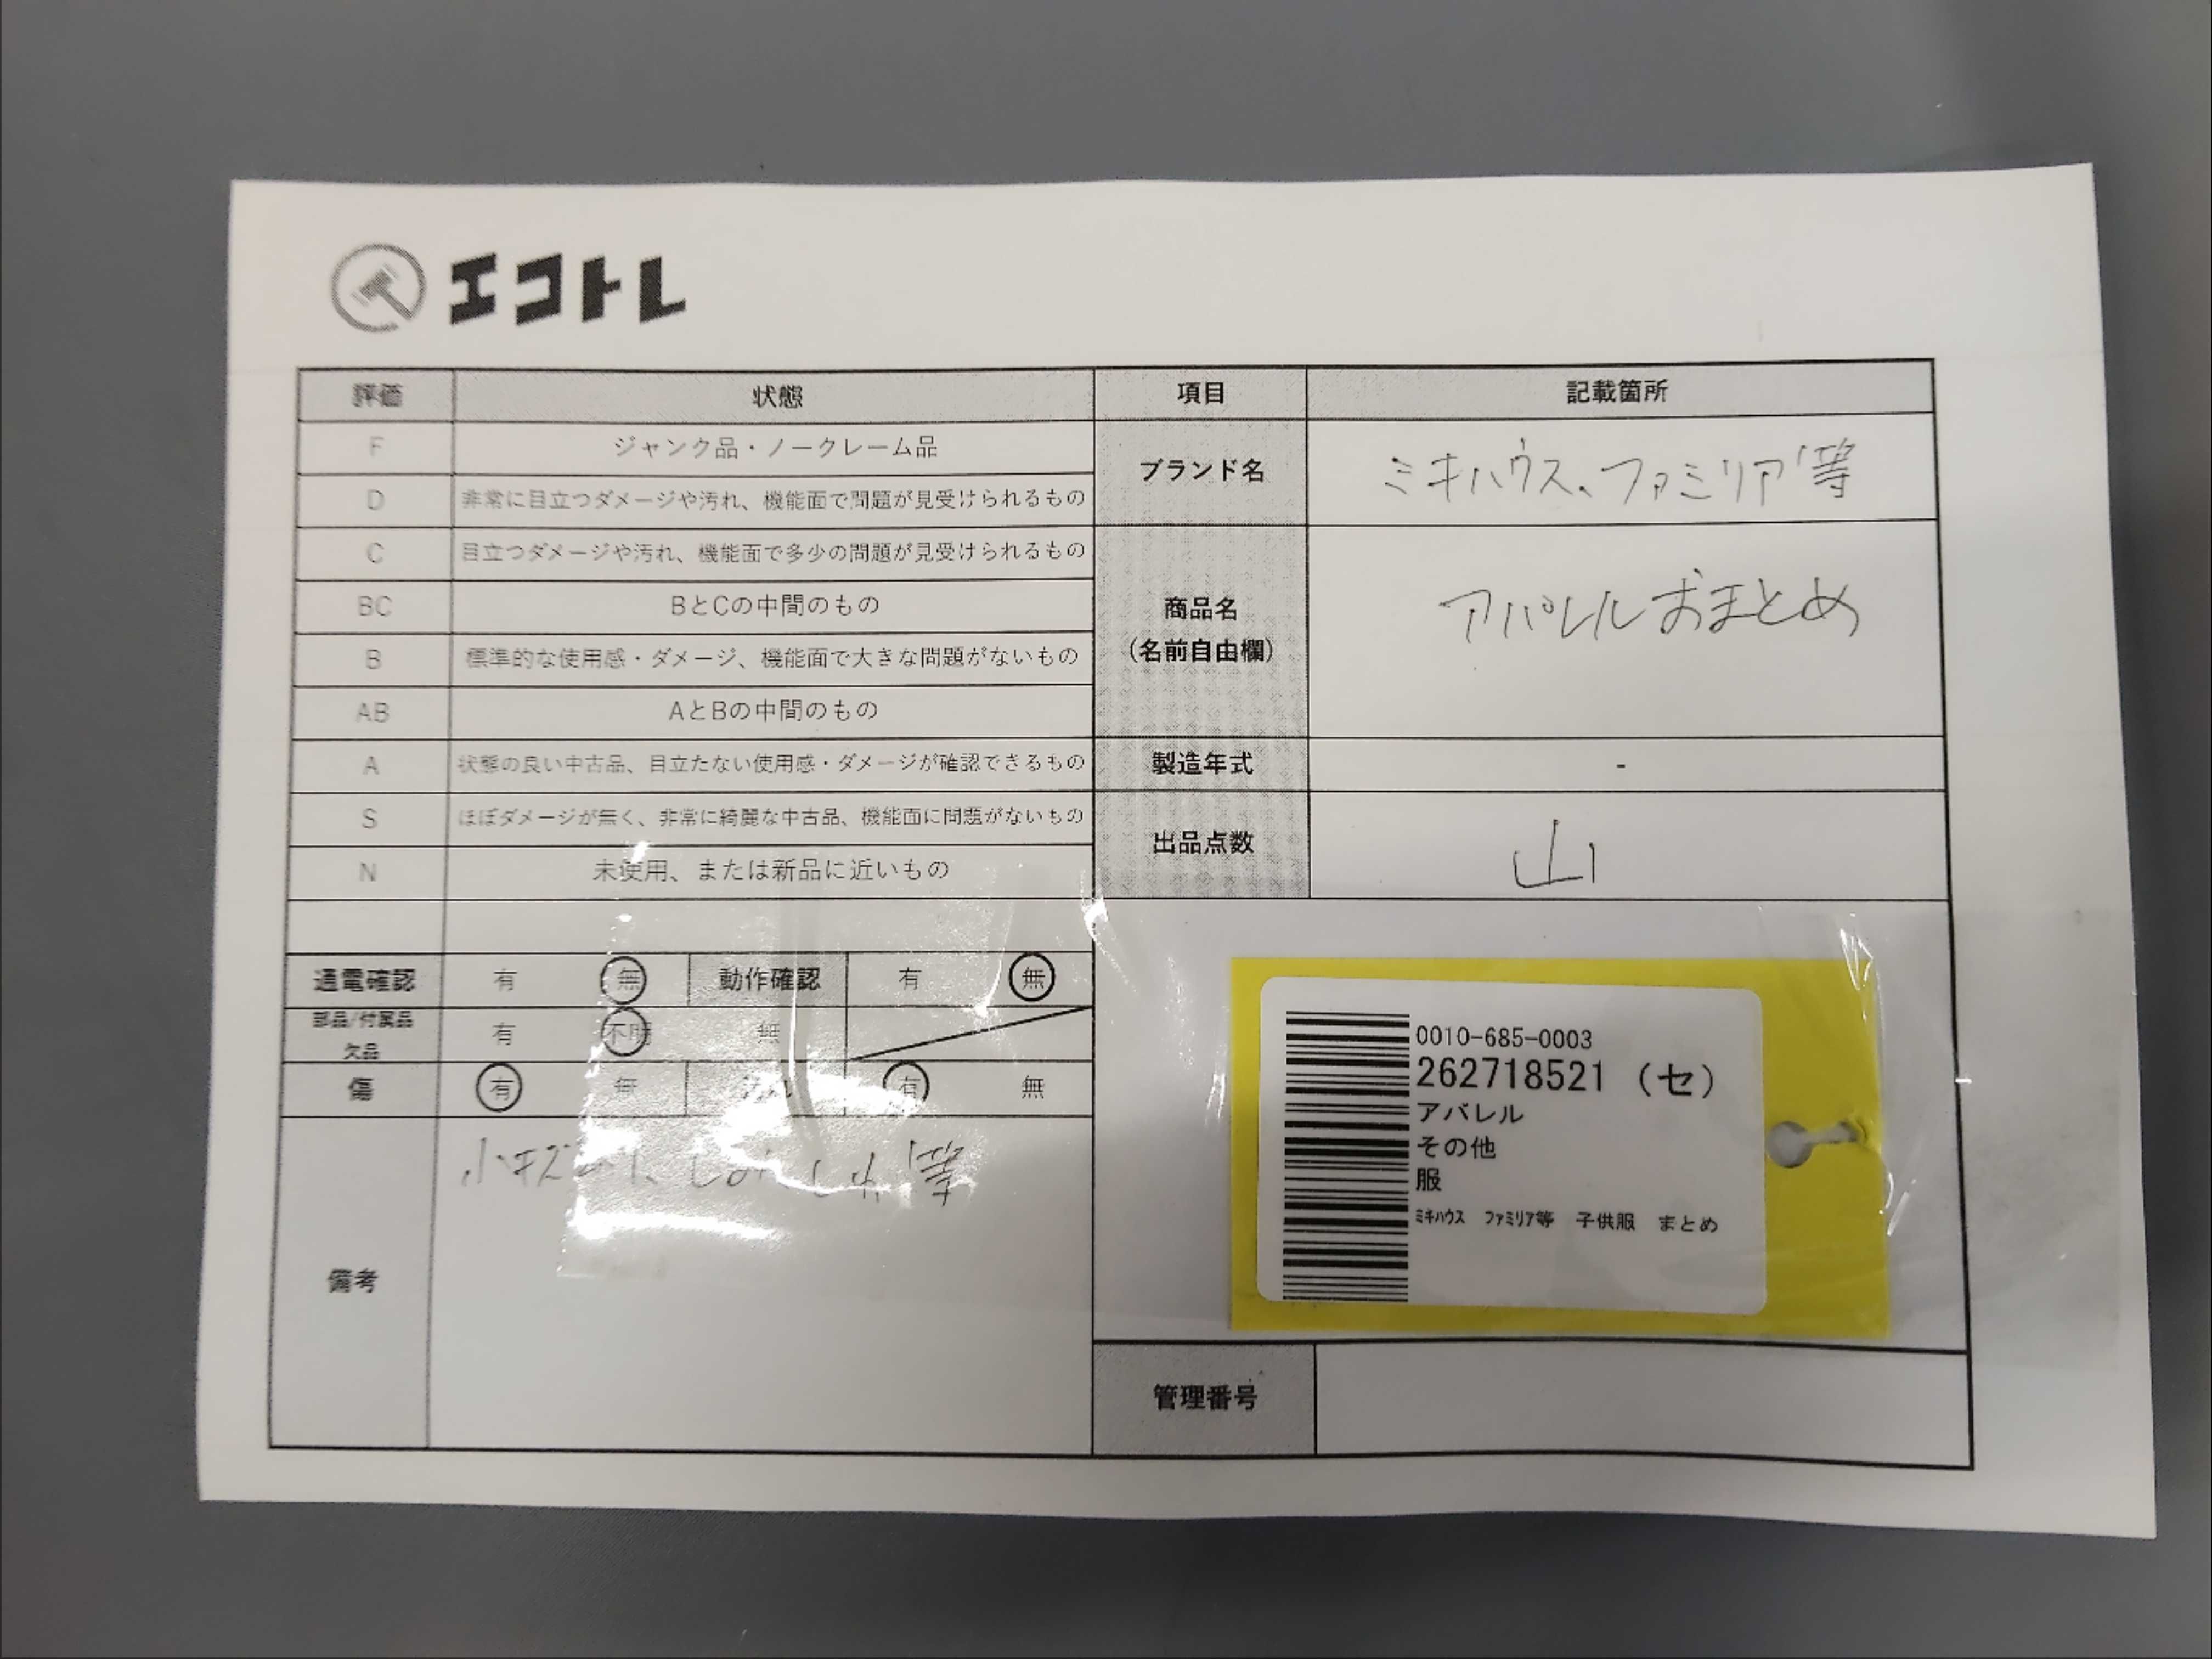 エコトレ
評価 状態 項目 記載箇所
F ジャンク品・ノークレーム品
ブランド名 ミキハウス、ファミリア等
D 非常に目立つダメージや汚れ、機能面で問題が見受けられるもの
C 目立つダメージや汚れ、機能面で多少の問題が見受けられるもの
BC BとCの中間のもの
商品名
(名前自由欄)
アパレルおまとめ
B 標準的な使用感・ダメージ、機能面で大きな問題がないもの
AB AとBの中間のもの
A 状態の良い中古品、目立たない使用感・ダメージが確認できるもの
製造年式 -
S ほぼダメージが無く、非常に綺麗な中古品、機能面に問題がないもの
出品点数 山
N 未使用、または新品に近いもの
通電確認 有 無 動作確認 有 無
部品/付属品
欠品
有 不明 無
傷 有 無 汚れ 有 無
備考
小キズ
0010-685-0003
262718521 (セ)
アパレル
その他
服
ミキハウス ファミリア等 子供服 まとめ
管理番号